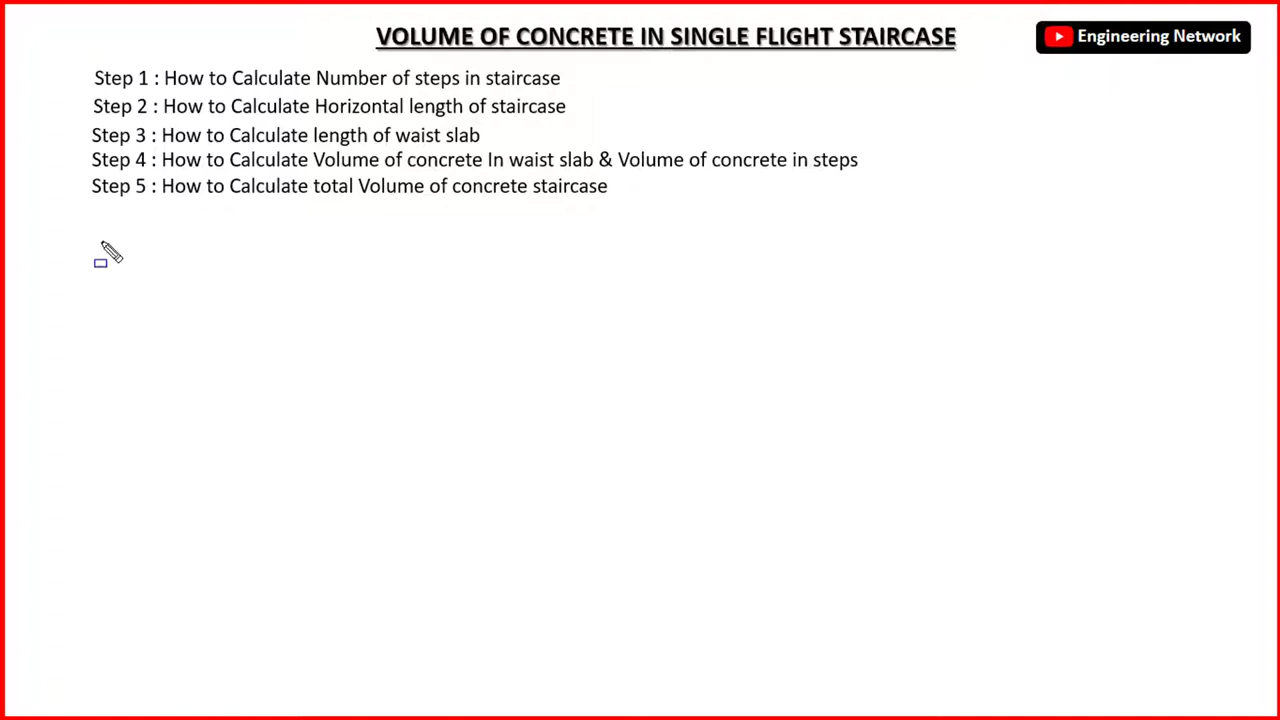 VOLUME OF CONCRETE IN SINGLE FLIGHT STAIRCASE
Engineering Network
Step 1 : How to Calculate Number of steps in staircase
Step 2 : How to Calculate Horizontal length of staircase
Step 3 : How to Calculate length of waist slab
Step 4 : How to Calculate Volume of concrete In waist slab & Volume of concrete in steps
Step 5 : How to Calculate total Volume of concrete staircase